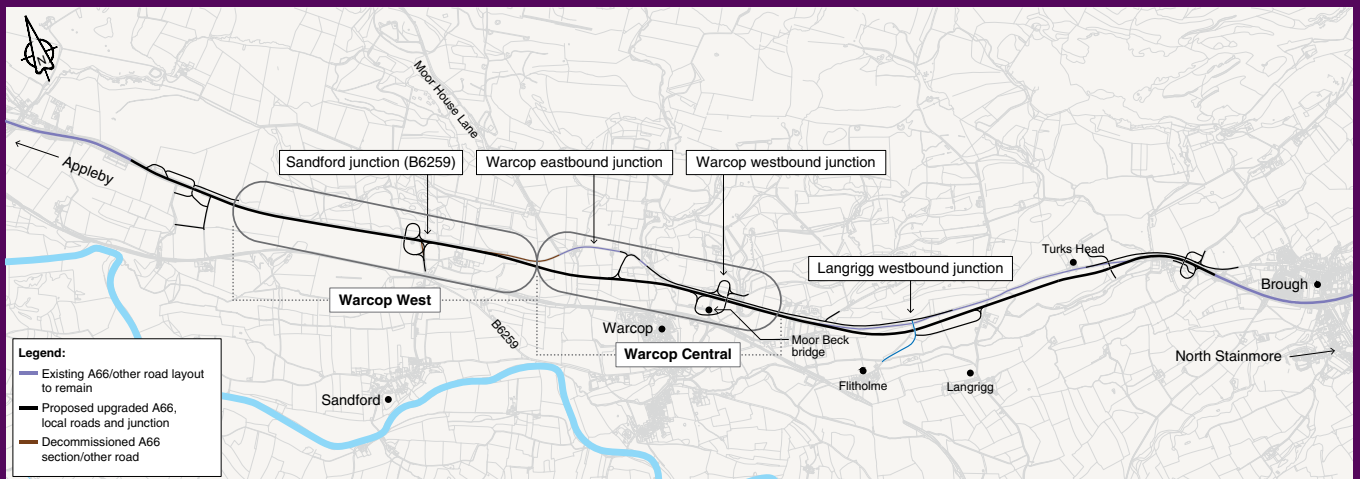 N
Moor House Lane
Appleby
Sandford junction (B6259)
Warcop eastbound junction
Warcop westbound junction
Langrigg westbound junction
Turks Head
Brough
Warcop West
Warcop
Warcop Central
B6259
Moor Beck
bridge
North Stainmore
Flitholme
Langrigg
Sandford
Legend:
Existing A66/other road layout
to remain
Proposed upgraded A66,
local roads and junction
Decommissioned A66
section/other road